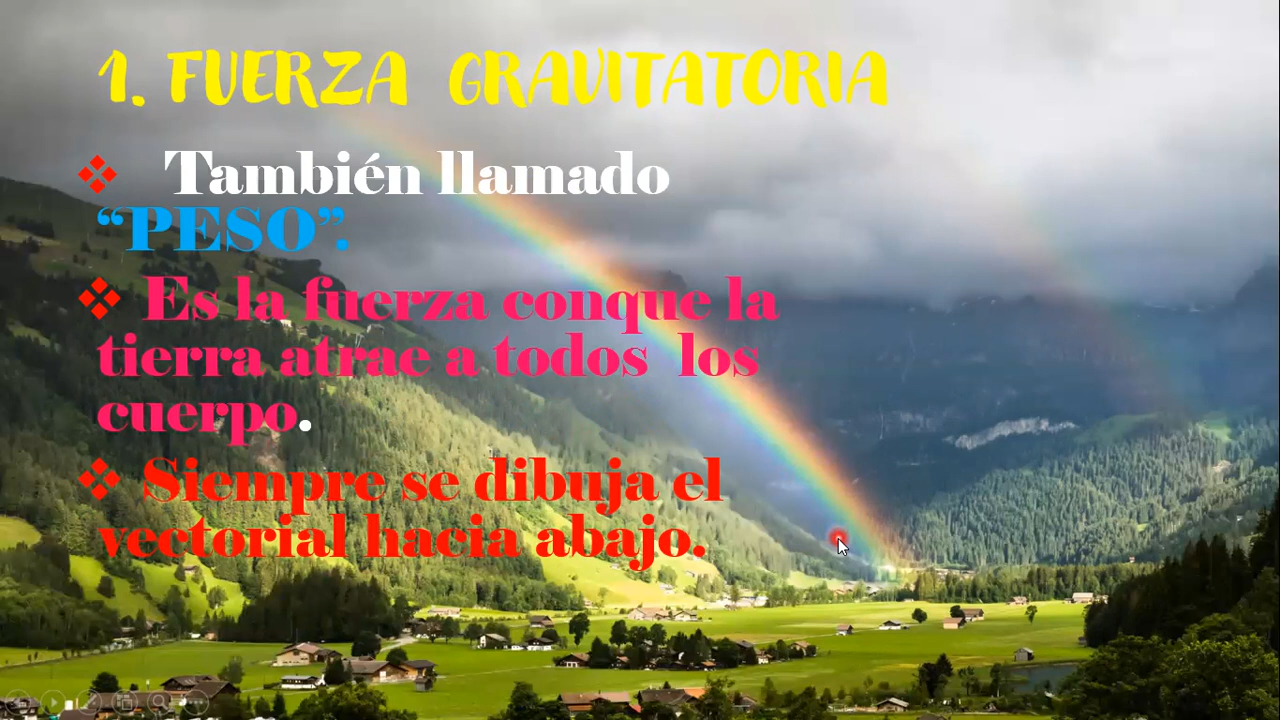 1. FUERZA GRAVITATORIA
❖ También llamado
“PESO”.
❖ Es la fuerza conque la
tierra atrae a todos los
cuerpo.
❖ Siempre se dibuja el
vectorial hacia abajo.